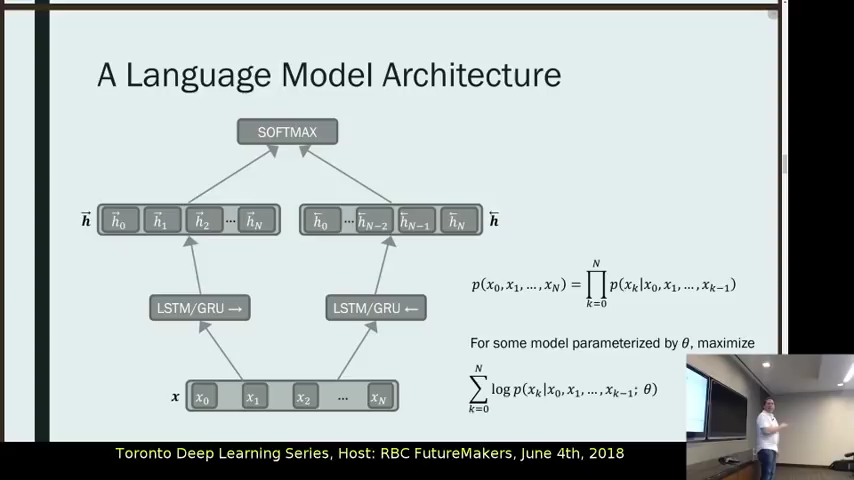 A Language Model Architecture
SOFTMAX
h⃗ h⃗₀ h⃗₁ h⃗₂ ... h⃗_N
h⃖₀ ... h⃖_{N-2} h⃖_{N-1} h⃖_N h⃖
LSTM/GRU →
LSTM/GRU ←
x x₀ x₁ x₂ ... x_N
p(x₀, x₁, ..., x_N) = ∏_{k=0}^{N} p(x_k|x₀, x₁, ..., x_{k-1})
For some model parameterized by θ, maximize
∑_{k=0}^{N} log p(x_k|x₀, x₁, ..., x_{k-1}; θ)
Toronto Deep Learning Series, Host: RBC FutureMakers, June 4th, 2018